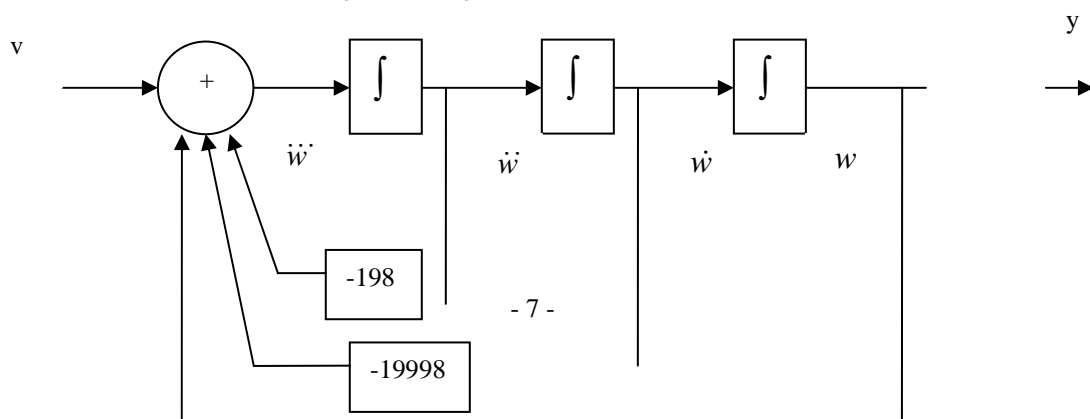 y
v
+
∫ ∫ ∫
w⃛ ẅ ẇ w
-198
- 7 -
-19998